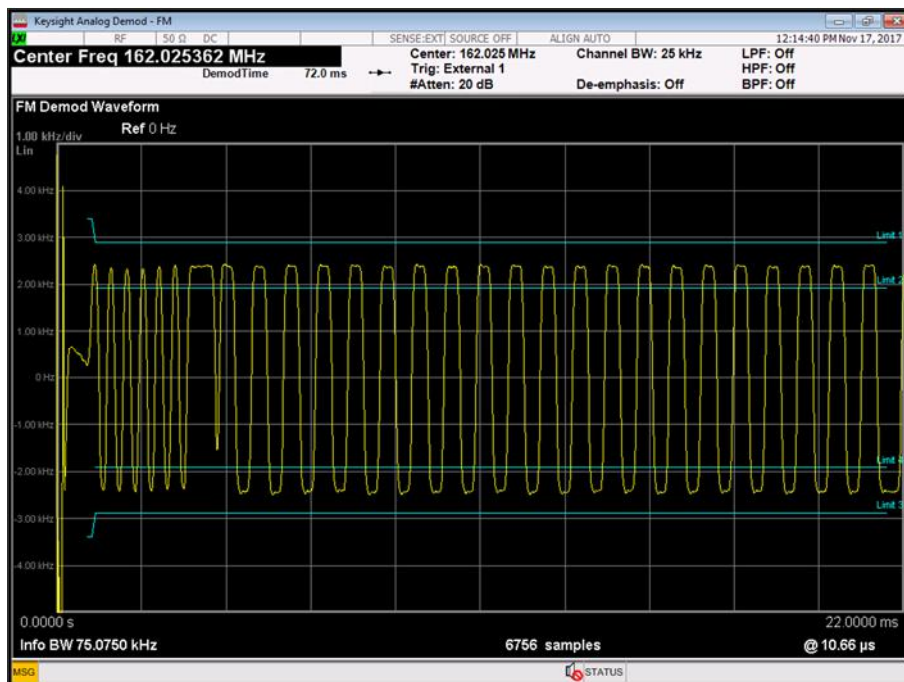 Keysight Analog Demod - FM
LXI RF 50 Ω DC SENSE:EXT SOURCE OFF ALIGN AUTO 12:14:40 PM Nov 17, 2017
Center Freq 162.025362 MHz Center: 162.025 MHz Channel BW: 25 kHz LPF: Off
DemodTime 72.0 ms Trig: External 1 HPF: Off
#Atten: 20 dB De-emphasis: Off BPF: Off
FM Demod Waveform
1.00 kHz/div Ref 0 Hz
Lin
4.00 kHz
3.00 kHz
Limit 1
2.00 kHz
Limit 2
1.00 kHz
0 Hz
-1.00 kHz
-2.00 kHz
Limit 4
-3.00 kHz
Limit 3
-4.00 kHz
0.0000 s 22.0000 ms
Info BW 75.0750 kHz 6756 samples @ 10.66 µs
MSG STATUS